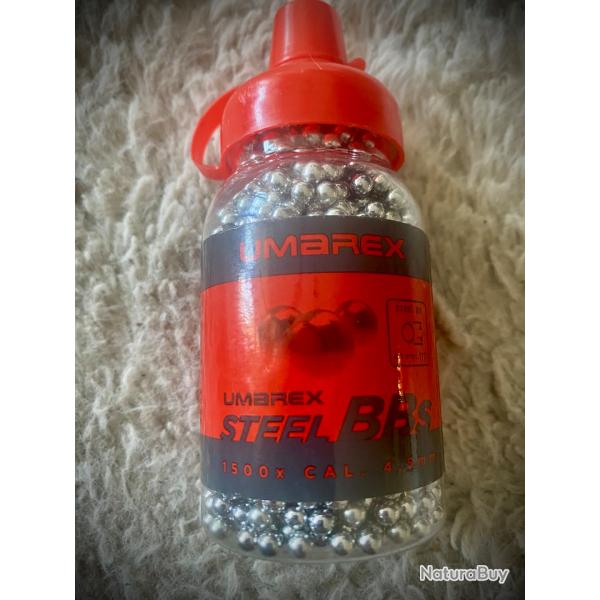 UMAREX
UMAREX
STEEL BBs
1500x CAL. 4.5mm
NaturaBuy